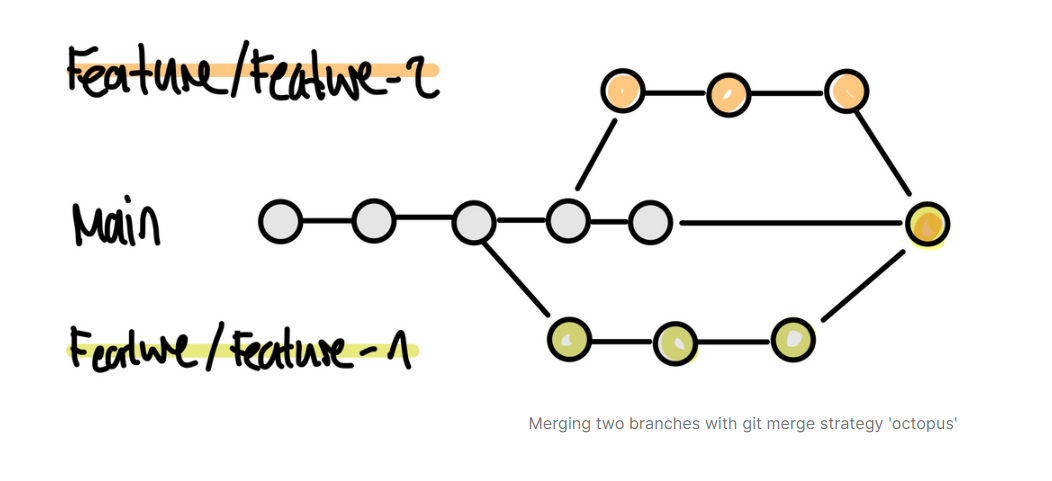 Feature/Feature-2
Main
Feature/Feature-1
Merging two branches with git merge strategy 'octopus'